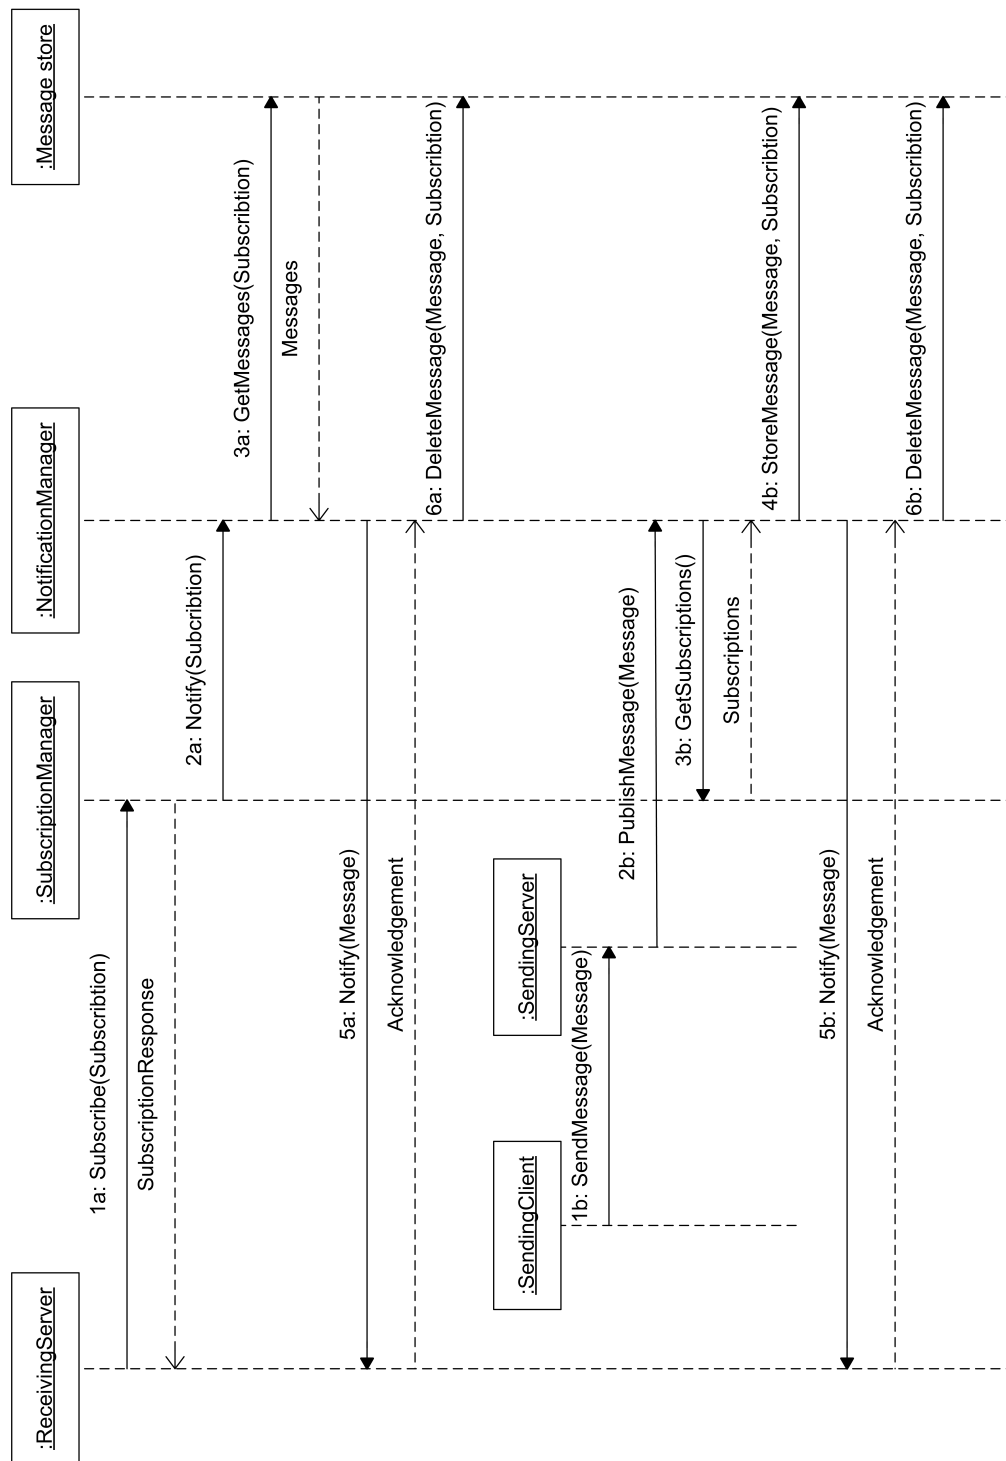 :ReceivingServer
:SubscriptionManager
:NotificationManager
:Message store
1a: Subscribe(Subscribtion)
SubscriptionResponse
2a: Notify(Subcribtion)
3a: GetMessages(Subscribtion)
Messages
5a: Notify(Message)
Acknowledgement
6a: DeleteMessage(Message, Subscribtion)
:SendingClient
:SendingServer
1b: SendMessage(Message)
2b: PublishMessage(Message)
3b: GetSubscriptions()
Subscriptions
4b: StoreMessage(Message, Subscribtion)
5b: Notify(Message)
Acknowledgement
6b: DeleteMessage(Message, Subscribtion)